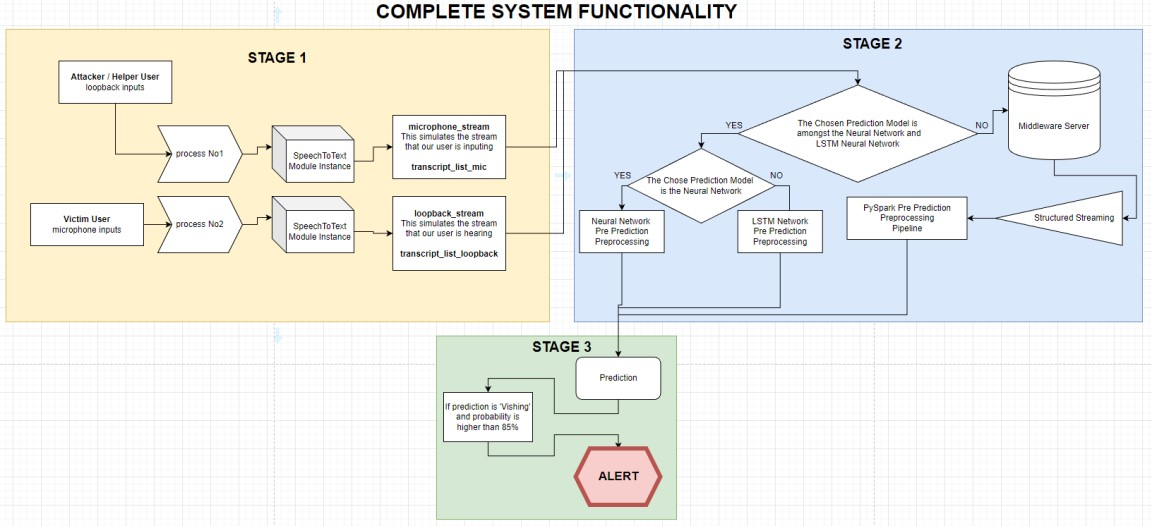 COMPLETE SYSTEM FUNCTIONALITY
STAGE 1
Attacker / Helper User
loopback inputs
process No1
SpeechToText
Module Instance
microphone_stream
This simulates the stream
that our user is inputing
transcript_list_mic
Victim User
microphone inputs
process No2
SpeechToText
Module Instance
loopback_stream
This simulates the stream
that our user is hearing
transcript_list_loopback
STAGE 2
The Chosen Prediction Model is
amongst the Neural Network and
LSTM Neural Network
YES
NO
Middleware Server
The Chose Prediction Model
is the Neural Network
YES
NO
Neural Network
Pre Prediction
Preprocessing
LSTM Network
Pre Prediction
Preprocessing
PySpark Pre Prediction
Preprocessing
Pipeline
Structured Streaming
STAGE 3
Prediction
If prediction is 'Vishing'
and probability is
higher than 85%
ALERT